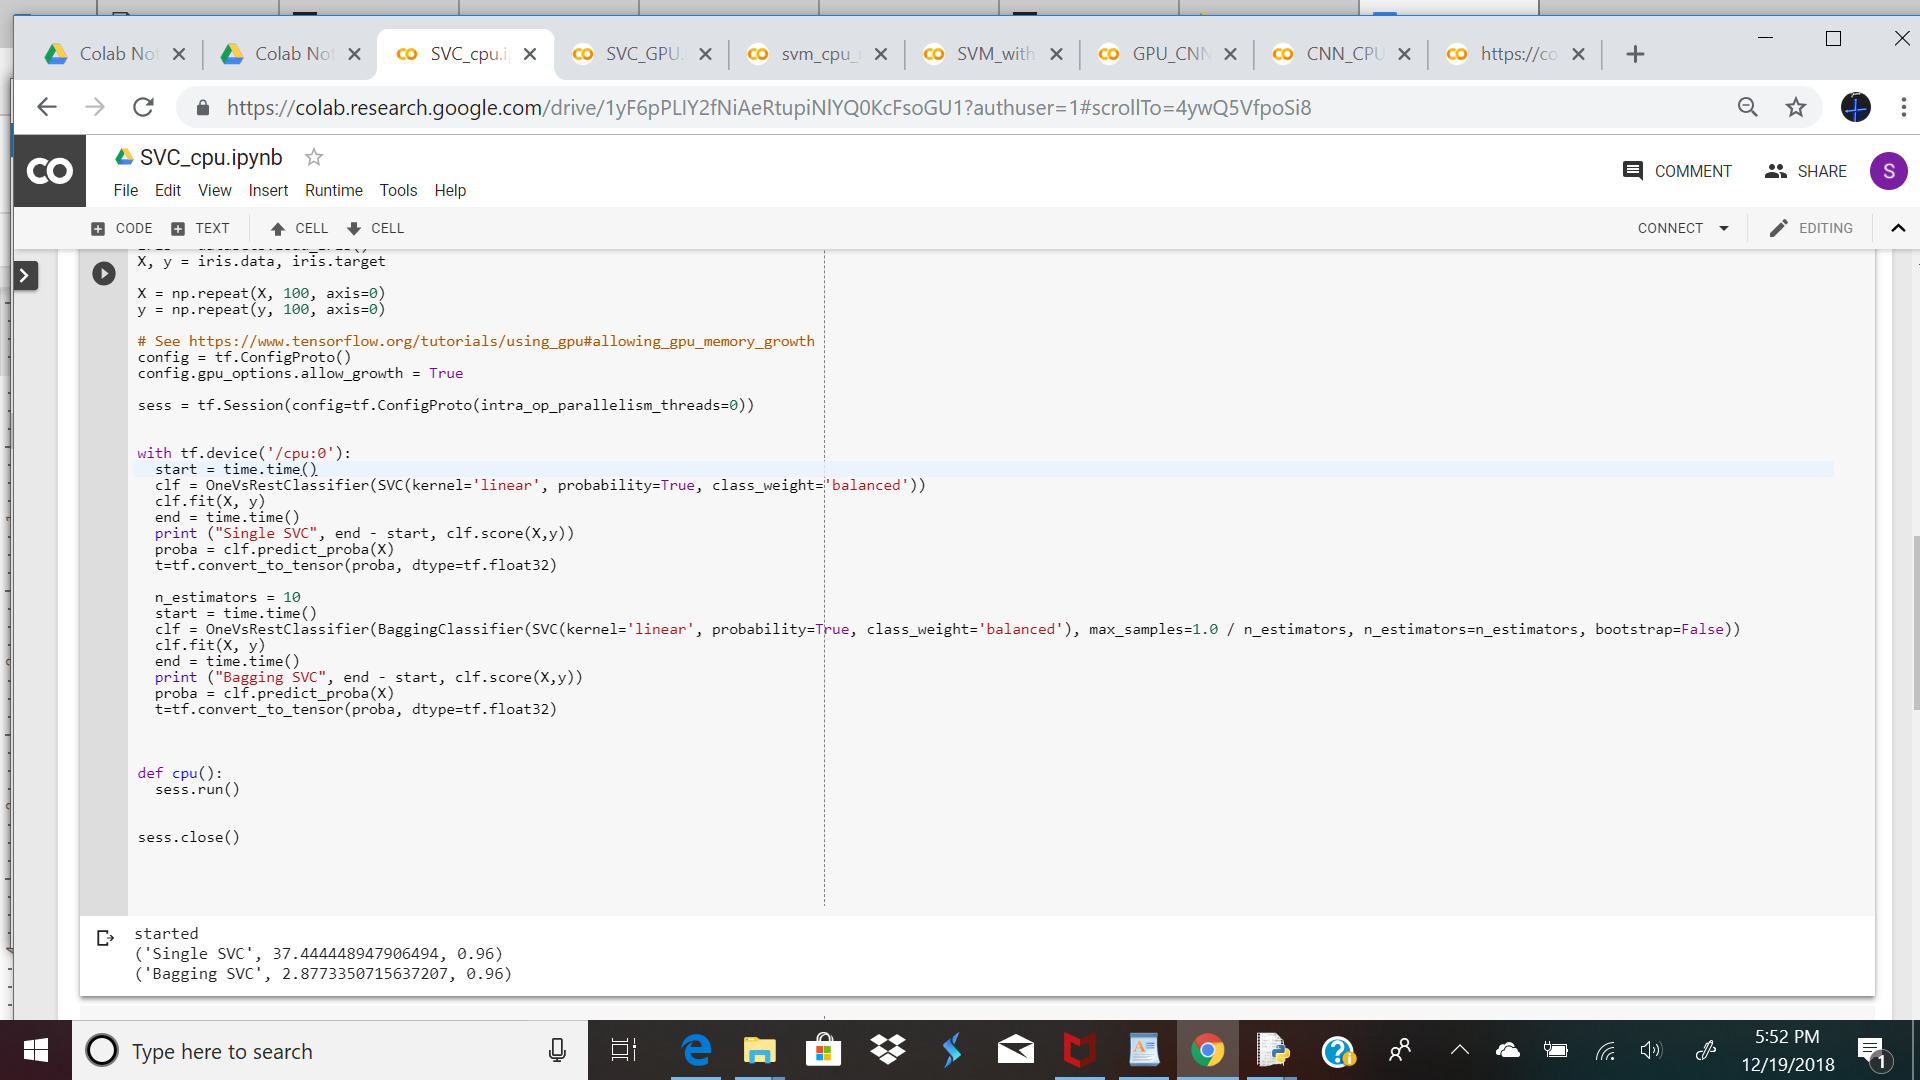 Colab Not
Colab Not
SVC_cpu.i
SVC_GPU.
svm_cpu_
SVM_with
GPU_CNN
CNN_CPU
https://co
https://colab.research.google.com/drive/1yF6pPLlY2fNiAeRtupiNlYQ0KcFsoGU1?authuser=1#scrollTo=4ywQ5VfpoSi8
CO
SVC_cpu.ipynb
COMMENT
SHARE
S
File Edit View Insert Runtime Tools Help
CODE TEXT CELL CELL
CONNECT
EDITING
X, y = iris.data, iris.target
X = np.repeat(X, 100, axis=0)
y = np.repeat(y, 100, axis=0)
# See https://www.tensorflow.org/tutorials/using_gpu#allowing_gpu_memory_growth
config = tf.ConfigProto()
config.gpu_options.allow_growth = True
sess = tf.Session(config=tf.ConfigProto(intra_op_parallelism_threads=0))
with tf.device('/cpu:0'):
start = time.time()
clf = OneVsRestClassifier(SVC(kernel='linear', probability=True, class_weight='balanced'))
clf.fit(X, y)
end = time.time()
print ("Single SVC", end - start, clf.score(X,y))
proba = clf.predict_proba(X)
t=tf.convert_to_tensor(proba, dtype=tf.float32)
n_estimators = 10
start = time.time()
clf = OneVsRestClassifier(BaggingClassifier(SVC(kernel='linear', probability=True, class_weight='balanced'), max_samples=1.0 / n_estimators, n_estimators=n_estimators, bootstrap=False))
clf.fit(X, y)
end = time.time()
print ("Bagging SVC", end - start, clf.score(X,y))
proba = clf.predict_proba(X)
t=tf.convert_to_tensor(proba, dtype=tf.float32)
def cpu():
sess.run()
sess.close()
started
('Single SVC', 37.444448947906494, 0.96)
('Bagging SVC', 2.8773350715637207, 0.96)
Type here to search
5:52 PM
12/19/2018
1